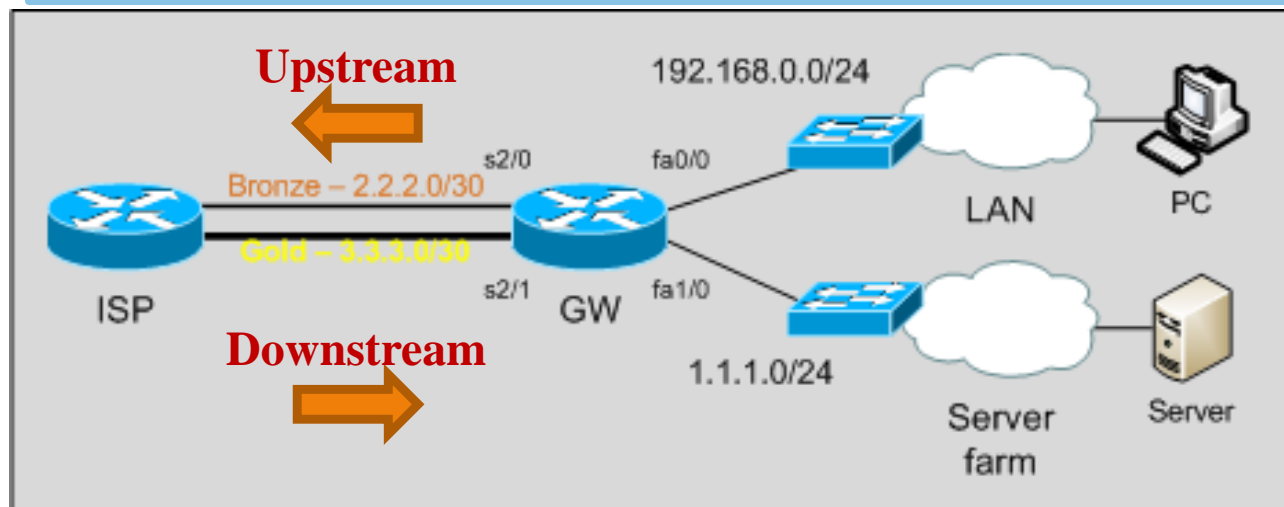 Upstream
192.168.0.0/24
s2/0
fa0/0
Bronze – 2.2.2.0/30
LAN
PC
Gold – 3.3.3.0/30
ISP
s2/1
GW
fa1/0
Downstream
1.1.1.0/24
Server
farm
Server